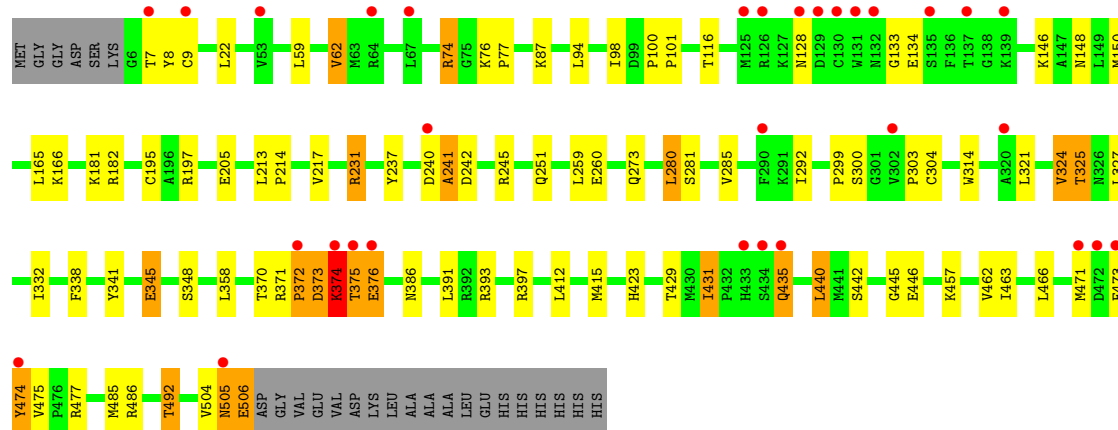 MET GLY GLY ASP SER LYS G6 T7 Y8 C9 L22 V53 L59 V62 M63 R64 L67 R74 G75 K76 P77 K87 L94 I98 D99 P100 P101 T116 M125 R126 K127 N128 D129 C130 W131 N132 G133 E134 S135 F136 T137 G138 K139 K146 A147 N148 L149 M150
L165 K166 K181 R182 C195 A196 R197 E205 L213 P214 V217 R231 Y237 D240 A241 D242 R245 Q251 L259 E260 Q273 L280 S281 V285 F290 K291 I292 P299 S300 G301 V302 P303 C304 W314 A320 L321 V324 T325 N326 L327
I332 F338 Y341 E345 S348 L358 T370 R371 P372 D373 K374 T375 E376 N386 L391 R392 R393 R397 L412 M415 H423 T429 M430 I431 P432 H433 S434 Q435 L440 M441 S442 G445 E446 K457 V462 I463 L466 M471 D472
Y474 V475 P476 R477 M485 R486 T492 V504 N505 E506 ASP GLY VAL GLU VAL ASP LYS LEU ALA ALA ALA LEU GLU HIS HIS HIS HIS HIS HIS